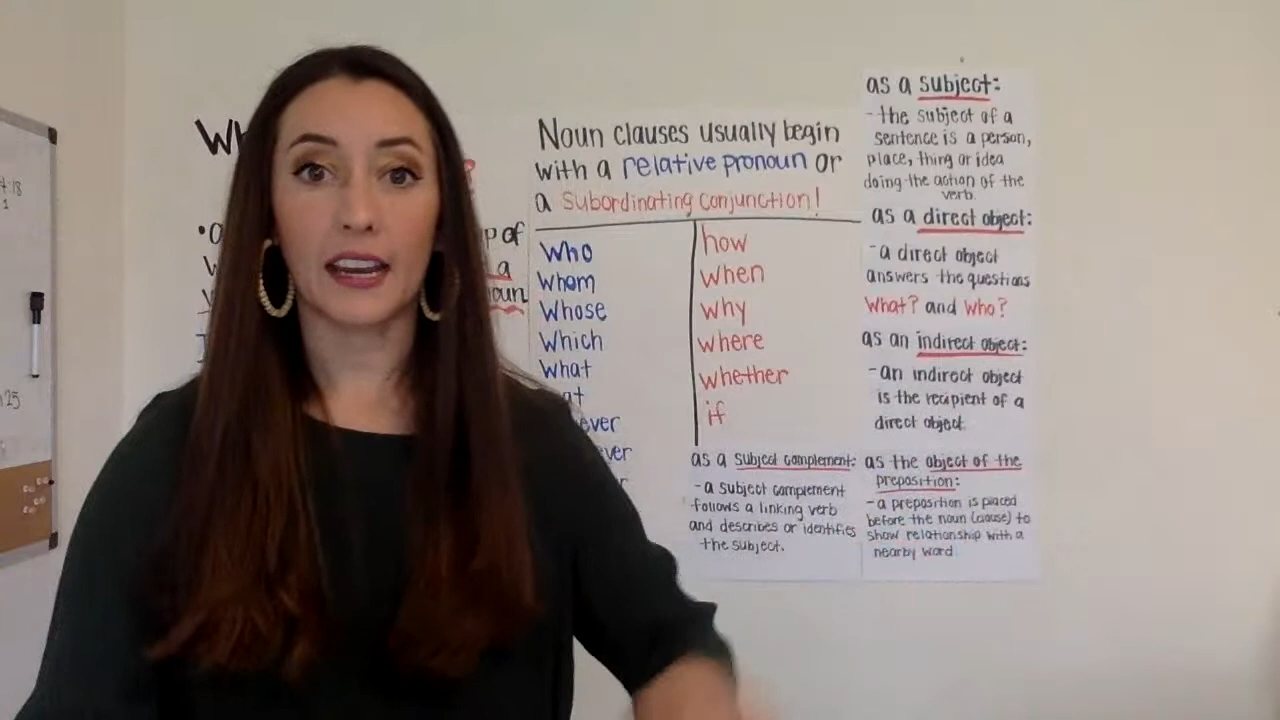 Noun clauses usually begin
with a relative pronoun or
a subordinating conjunction!
Who
Whom
Whose
Which
What
how
when
why
where
whether
if
as a subject complement:
- a subject complement
follows a linking verb
and describes or identifies
the subject.
as a subject:
- the subject of a
sentence is a person,
place, thing or idea
doing the action of the
verb.
as a direct object:
- a direct object
answers the questions
What? and Who?
as an indirect object:
- an indirect object
is the recipient of a
direct object.
as the object of the
preposition:
- a preposition is placed
before the noun (clause) to
show relationship with a
nearby word